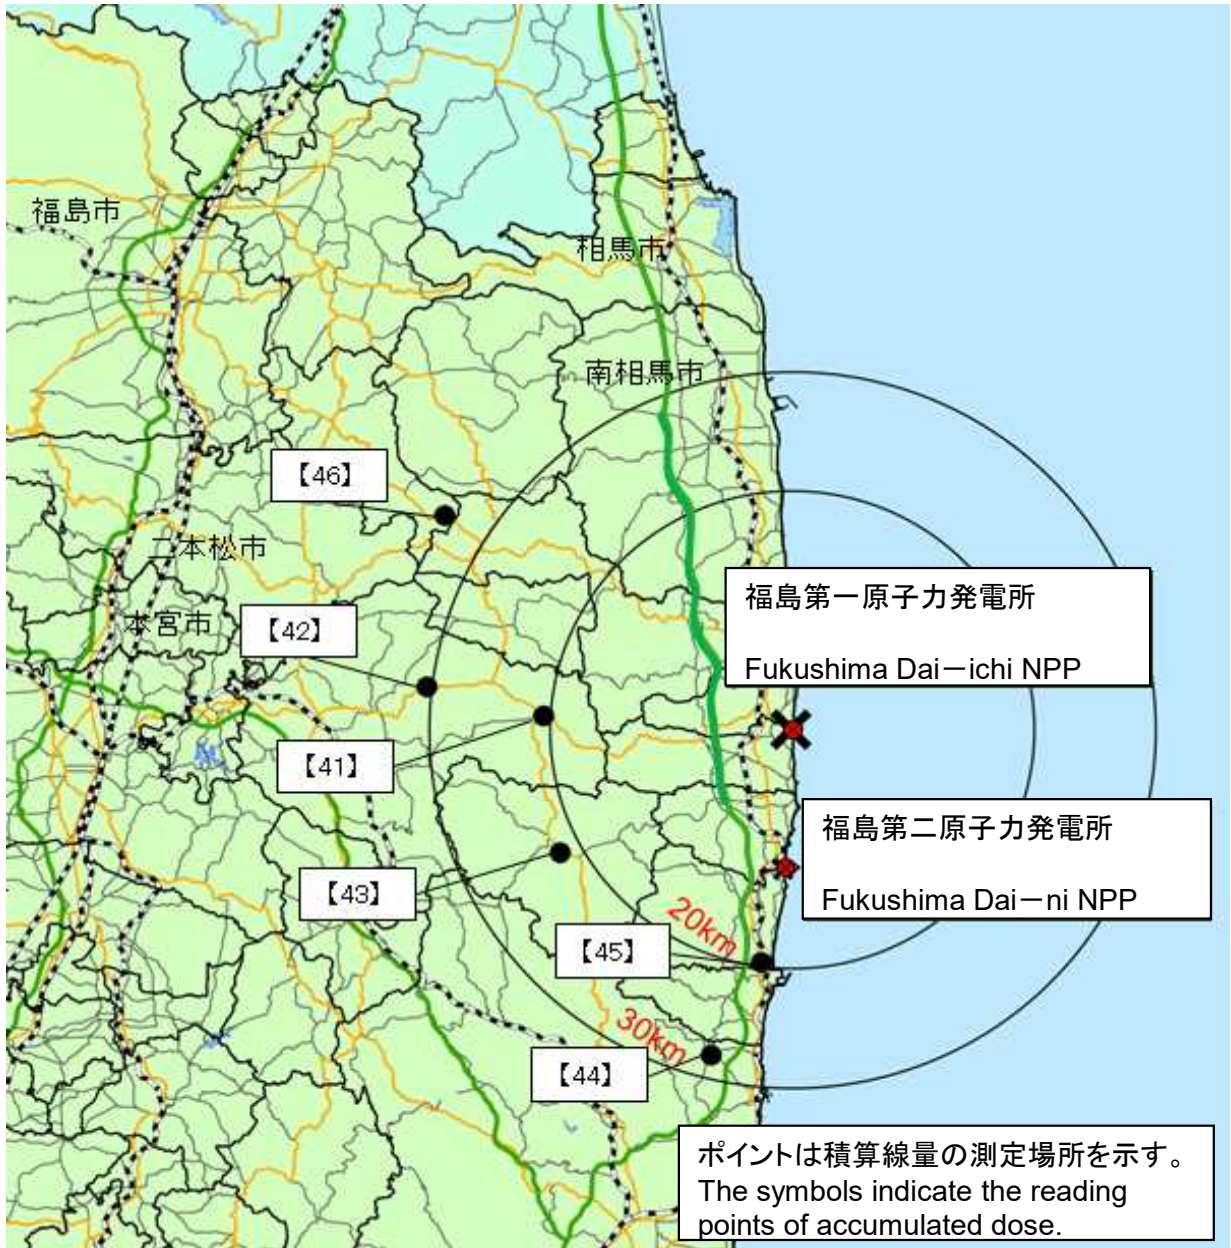 福島市
相馬市
南相馬市
【46】
二本松市
本宮市
【42】
福島第一原子力発電所
Fukushima Dai－ichi NPP
【41】
福島第二原子力発電所
Fukushima Dai－ni NPP
【43】
20km
【45】
30km
【44】
ポイントは積算線量の測定場所を示す。
The symbols indicate the reading
points of accumulated dose.